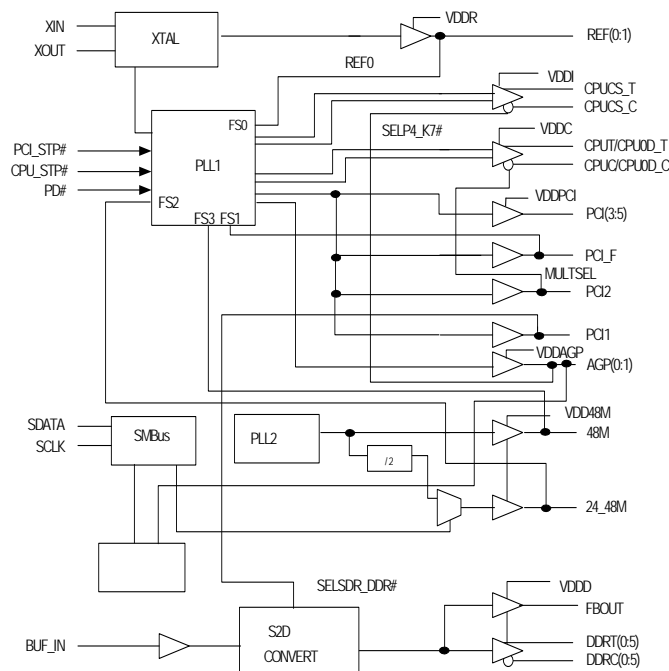 XIN
XOUT
XTAL
VDDR
REF(0:1)
REF0
VDDI
CPUCS_T
CPUCS_C
FS0
SELP4_K7#
PLL1
VDDC
CPUT/CPU0D_T
CPUC/CPU0D_C
PCI_STP#
CPU_STP#
PD#
FS2
FS3 FS1
VDDPCI
PCI(3:5)
PCI_F
MULTSEL
PCI2
PCI1
VDDAGP
AGP(0:1)
SDATA
SCLK
SMBus
PLL2
/2
VDD48M
48M
24_48M
SELSDR_DDR#
VDDD
FBOUT
BUF_IN
S2D
CONVERT
DDRT(0:5)
DDRC(0:5)